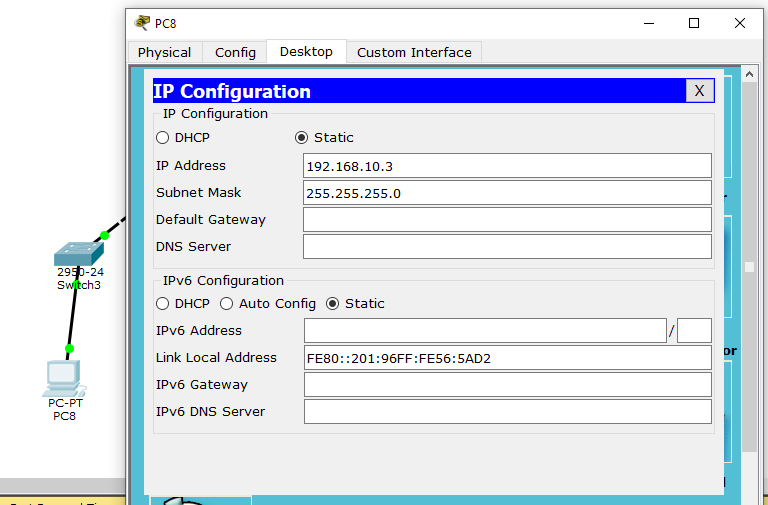 PC8
Physical
Config
Desktop
Custom Interface
IP Configuration
X
IP Configuration
DHCP
Static
IP Address
192.168.10.3
Subnet Mask
255.255.255.0
Default Gateway
DNS Server
IPv6 Configuration
DHCP
Auto Config
Static
IPv6 Address
/
Link Local Address
FE80::201:96FF:FE56:5AD2
IPv6 Gateway
IPv6 DNS Server
2950-24
Switch3
PC-PT
PC8
or